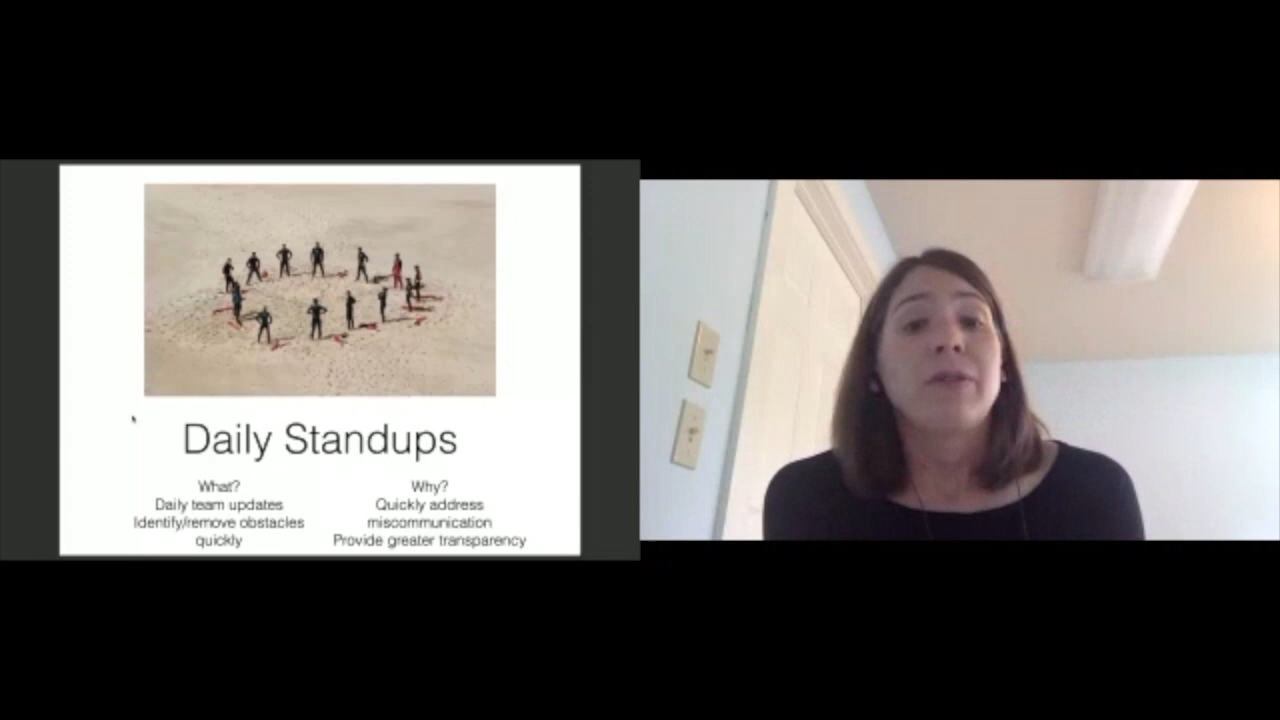 Daily Standups
What?
Daily team updates
Identify/remove obstacles
quickly
Why?
Quickly address
miscommunication
Provide greater transparency